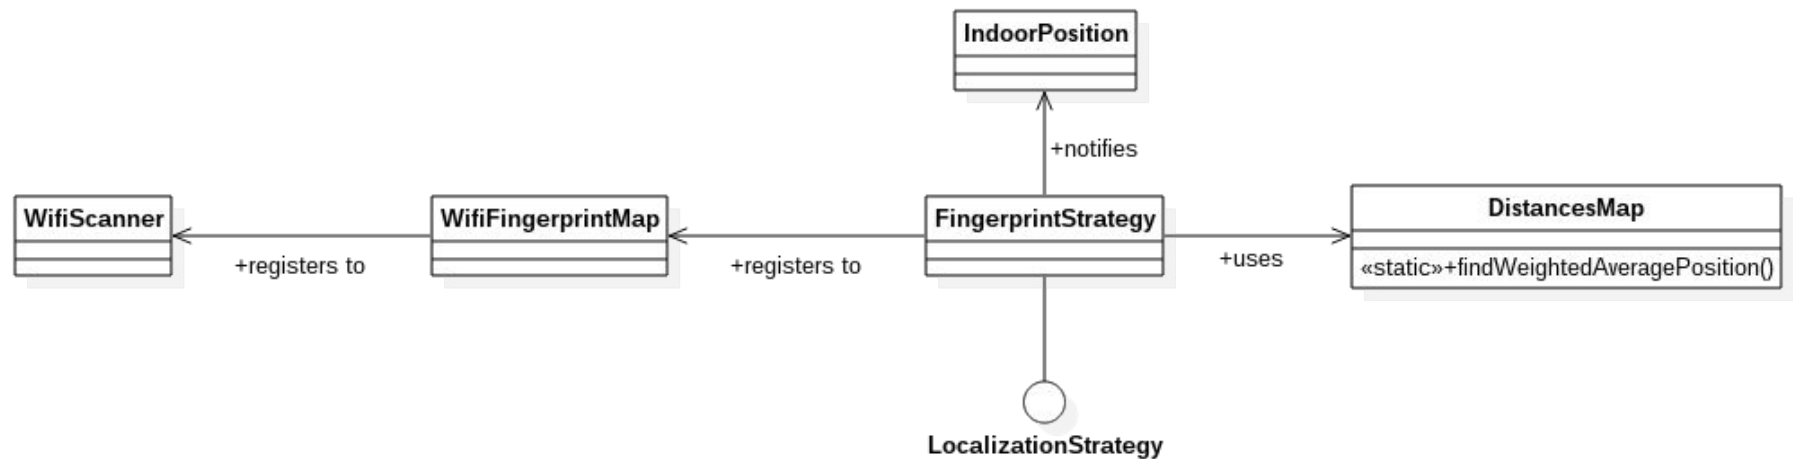 IndoorPosition
+notifies
WifiScanner
+registers to
WifiFingerprintMap
+registers to
FingerprintStrategy
+uses
DistancesMap
«static»+findWeightedAveragePosition()
LocalizationStrategy